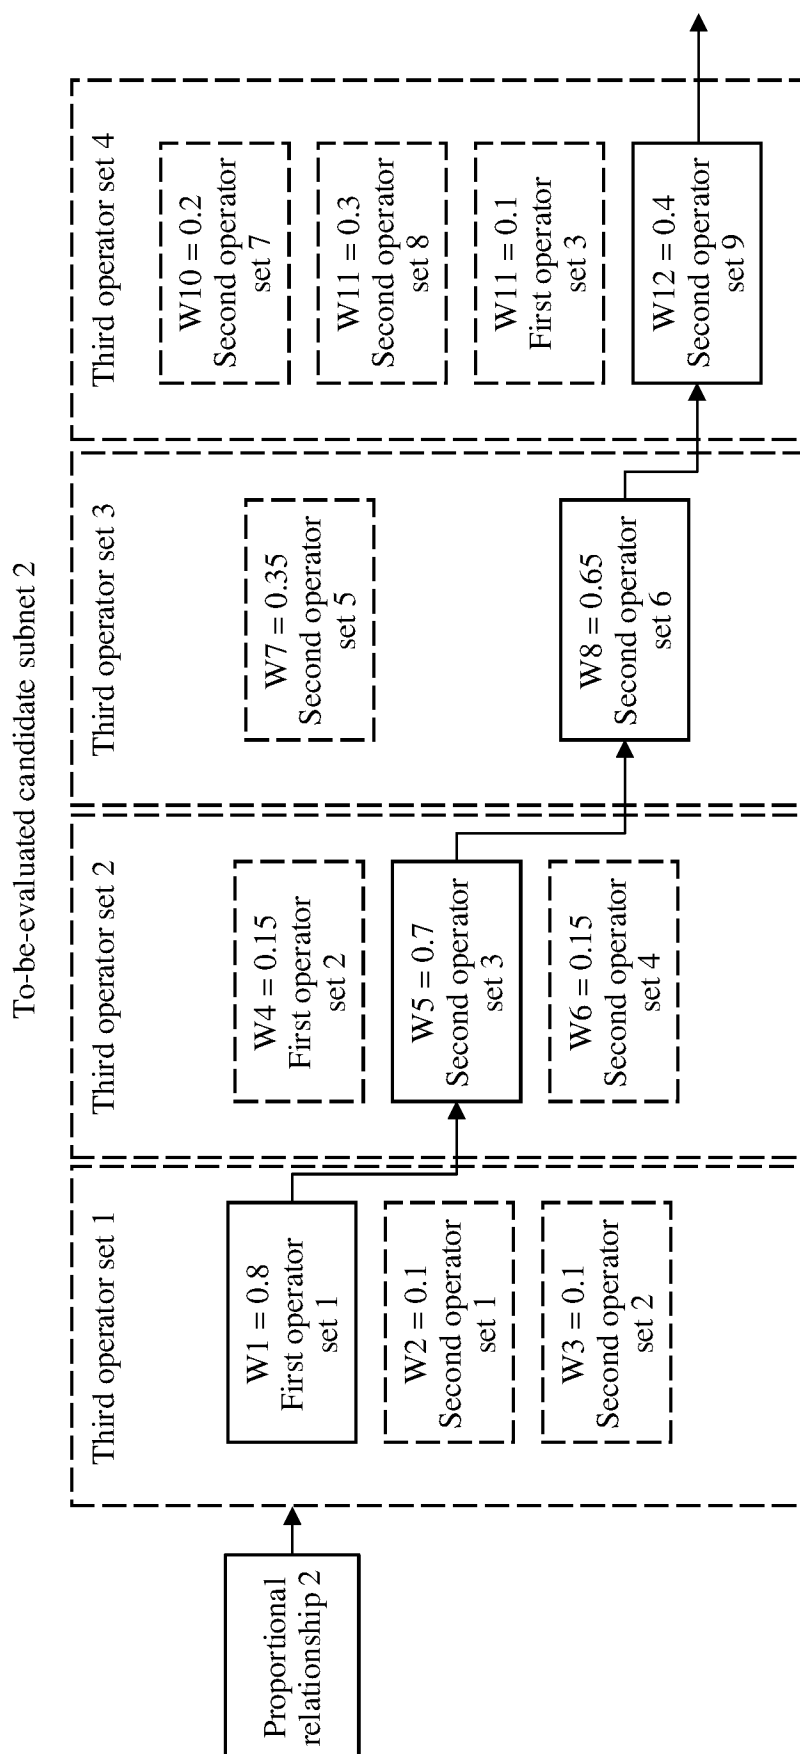 To-be-evaluated candidate subnet 2
Proportional
relationship 2
Third operator set 1
W1 = 0.8
First operator
set 1
W2 = 0.1
Second operator
set 1
W3 = 0.1
Second operator
set 2
Third operator set 2
W4 = 0.15
First operator
set 2
W5 = 0.7
Second operator
set 3
W6 = 0.15
Second operator
set 4
Third operator set 3
W7 = 0.35
Second operator
set 5
W8 = 0.65
Second operator
set 6
Third operator set 4
W10 = 0.2
Second operator
set 7
W11 = 0.3
Second operator
set 8
W11 = 0.1
First operator
set 3
W12 = 0.4
Second operator
set 9